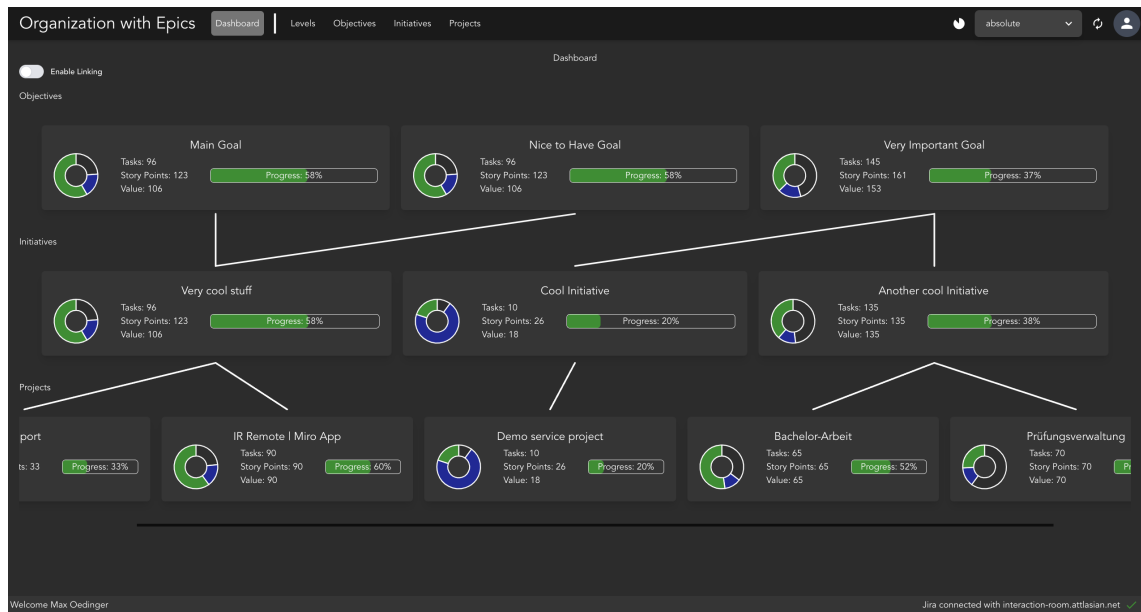 Organization with Epics Dashboard Levels Objectives Initiatives Projects absolute
Dashboard
Enable Linking
Objectives
Main Goal
Tasks: 96
Story Points: 123
Value: 106
Progress: 58%
Nice to Have Goal
Tasks: 96
Story Points: 123
Value: 106
Progress: 58%
Very Important Goal
Tasks: 145
Story Points: 161
Value: 153
Progress: 37%
Initiatives
Very cool stuff
Tasks: 96
Story Points: 123
Value: 106
Progress: 58%
Cool Initiative
Tasks: 10
Story Points: 26
Value: 18
Progress: 20%
Another cool Initiative
Tasks: 135
Story Points: 135
Value: 135
Progress: 38%
Projects
port
ts: 33
Progress: 33%
IR Remote | Miro App
Tasks: 90
Story Points: 90
Value: 90
Progress: 60%
Demo service project
Tasks: 10
Story Points: 26
Value: 18
Progress: 20%
Bachelor-Arbeit
Tasks: 65
Story Points: 65
Value: 65
Progress: 52%
Prüfungsverwaltung
Tasks: 70
Story Points: 70
Value: 70
Pr
Welcome Max Oedinger
Jira connected with interaction-room.attlasian.net